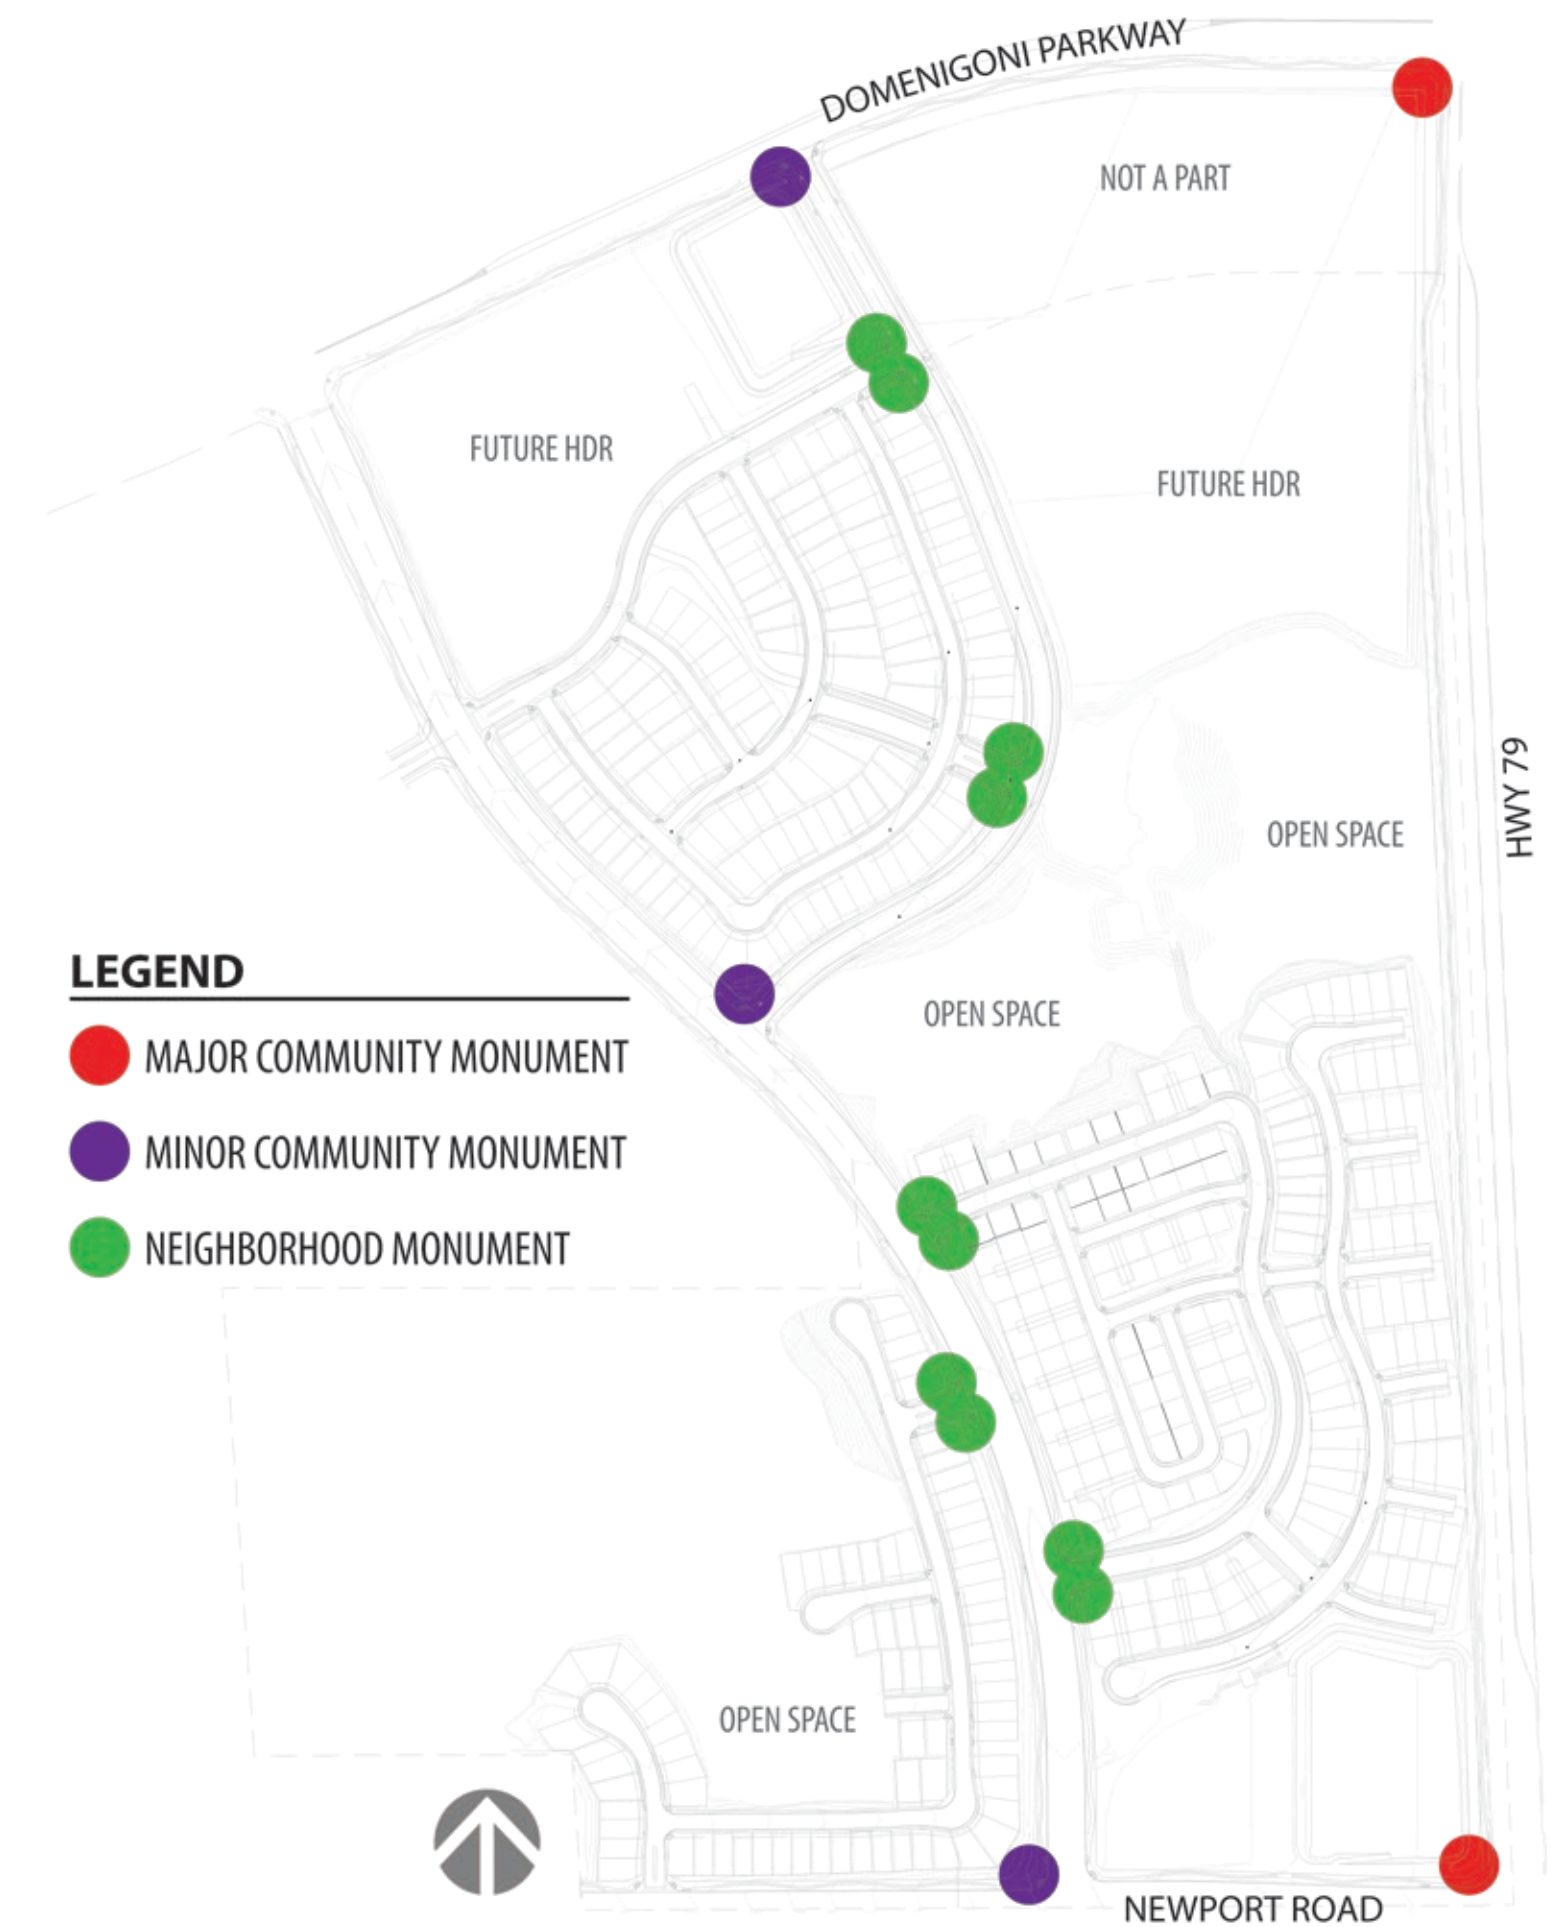 DOMENIGONI PARKWAY
NOT A PART
FUTURE HDR
FUTURE HDR
HWY 79
OPEN SPACE
LEGEND
OPEN SPACE
MAJOR COMMUNITY MONUMENT
MINOR COMMUNITY MONUMENT
NEIGHBORHOOD MONUMENT
OPEN SPACE
NEWPORT ROAD